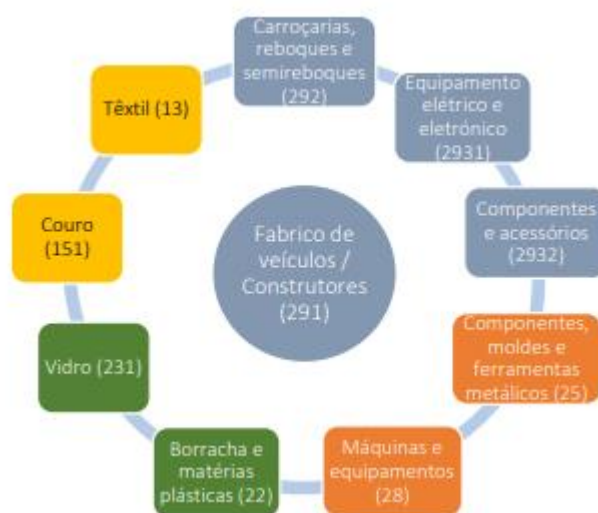 Carroçarias,
reboques e
semireboques
(292)
Equipamento
elétrico e
eletrónico
(2931)
Componentes
e acessórios
(2932)
Componentes,
moldes e
ferramentas
metálicos (25)
Máquinas e
equipamentos
(28)
Borracha e
matérias
plásticas (22)
Vidro (231)
Couro
(151)
Têxtil (13)
Fabrico de
veículos /
Construtores
(291)